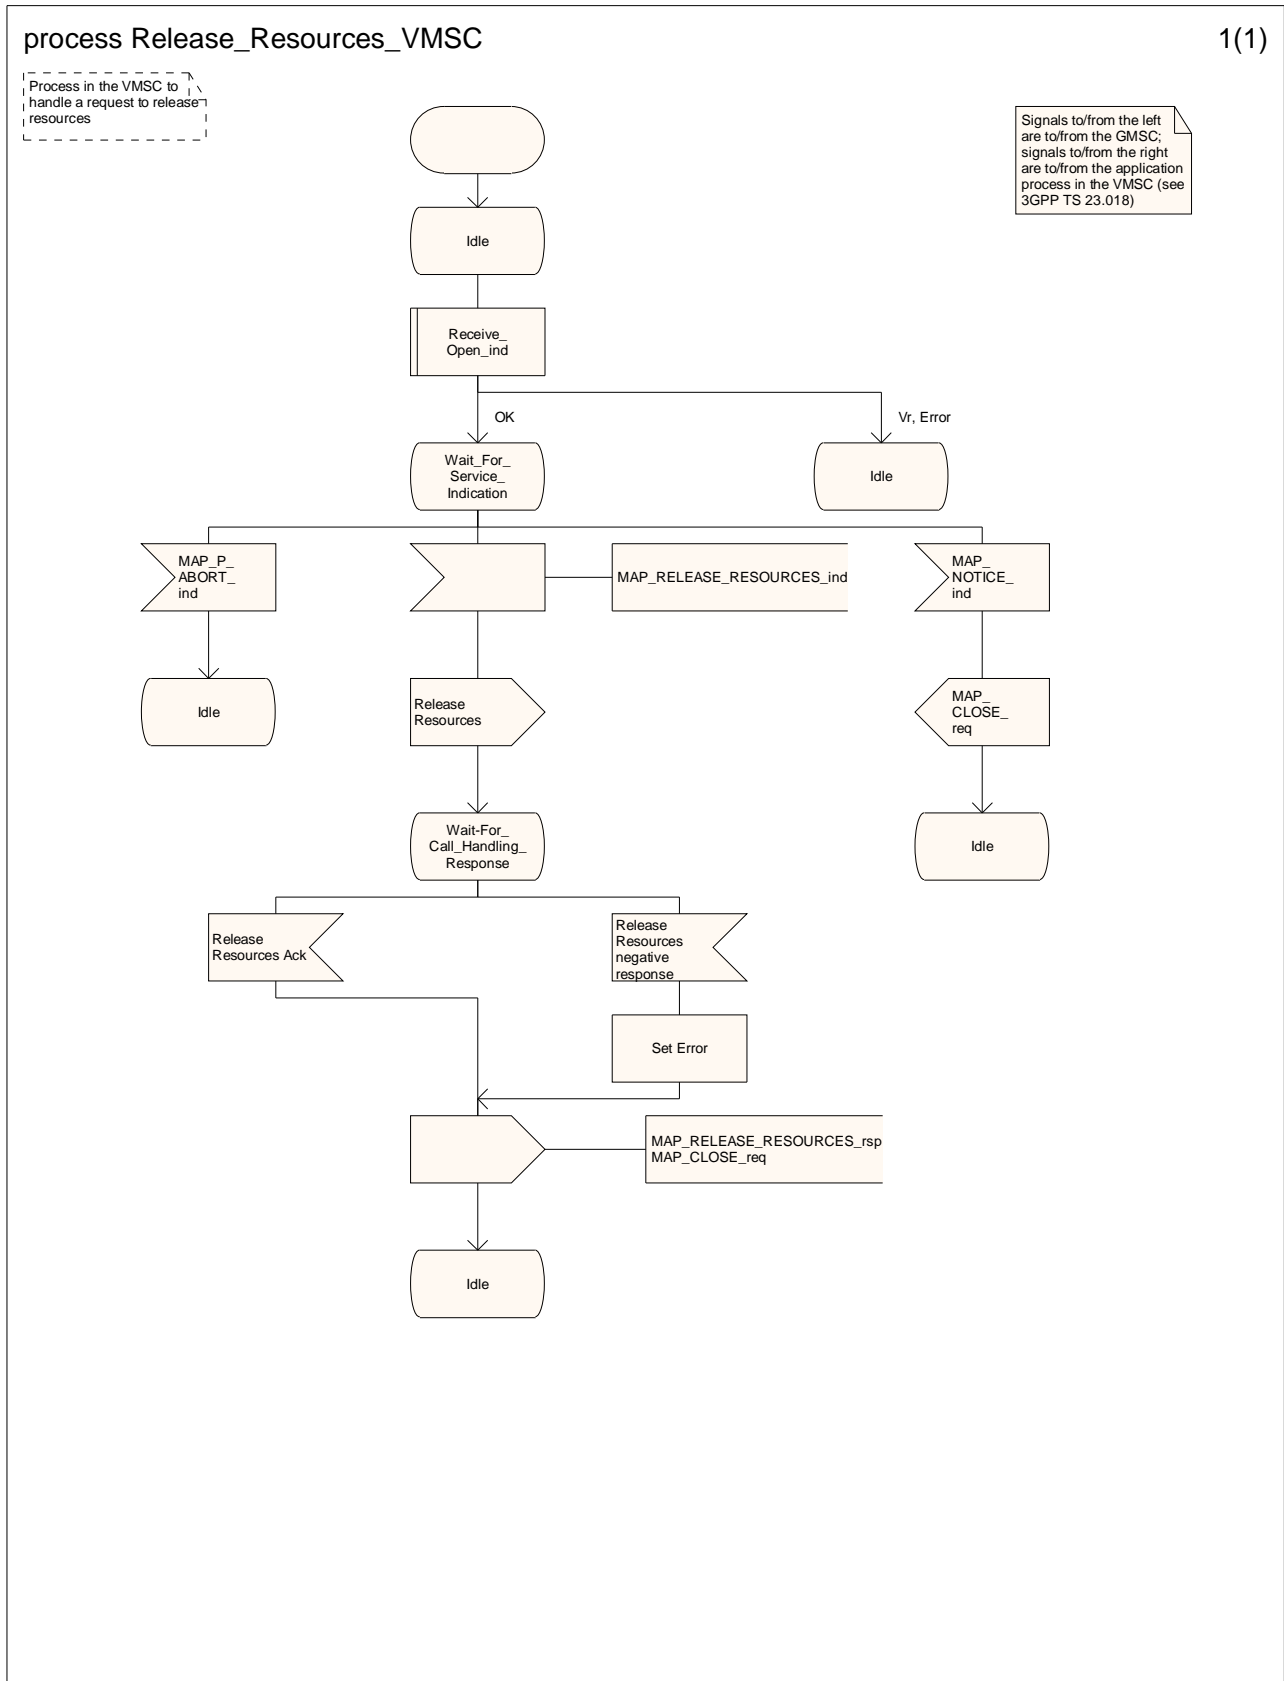 process Release_Resources_VMSC
1(1)
Process in the VMSC to
handle a request to release
resources
Signals to/from the left
are to/from the GMSC;
signals to/from the right
are to/from the application
process in the VMSC (see
3GPP TS 23.018)
Idle
Receive_
Open_ind
OK
Vr, Error
Wait_For_
Service_
Indication
Idle
MAP_P_
ABORT_
ind
MAP_RELEASE_RESOURCES_ind
MAP_
NOTICE_
ind
Idle
Release
Resources
MAP_
CLOSE_
req
Wait-For_
Call_Handling_
Response
Idle
Release
Resources Ack
Release
Resources
negative
response
Set Error
MAP_RELEASE_RESOURCES_rsp
MAP_CLOSE_req
Idle